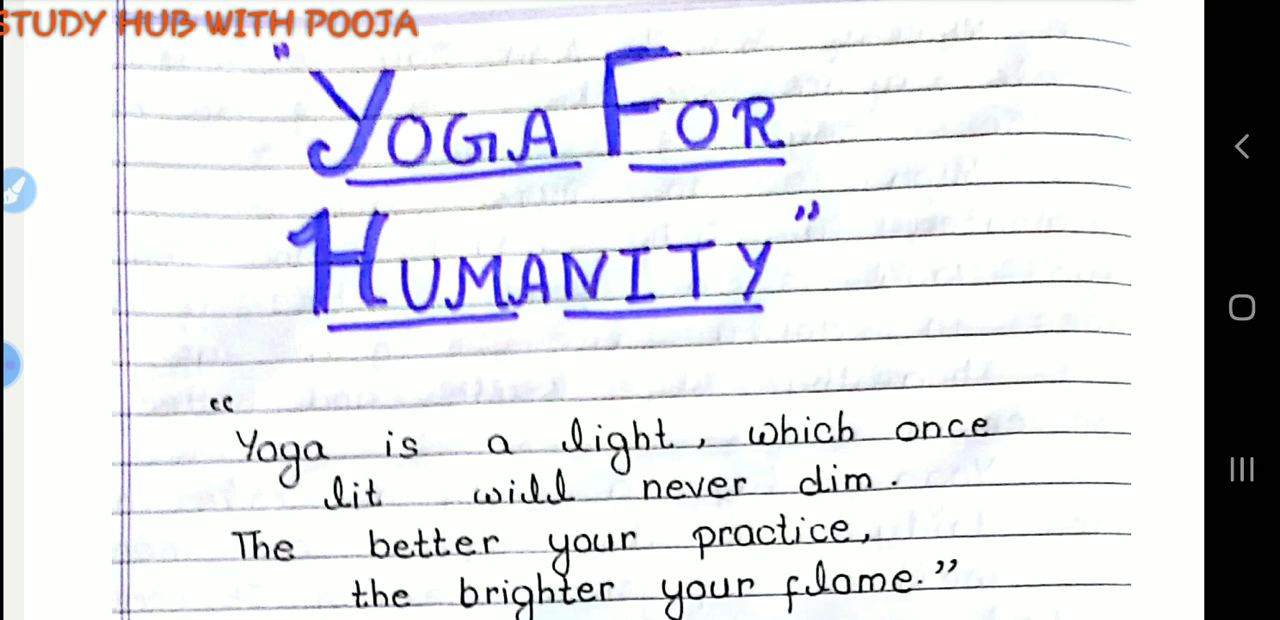 STUDY HUB WITH POOJA
"YOGA FOR
HUMANITY"
"
Yoga is a light, which once
lit will never dim.
The better your practice,
the brighter your flame."